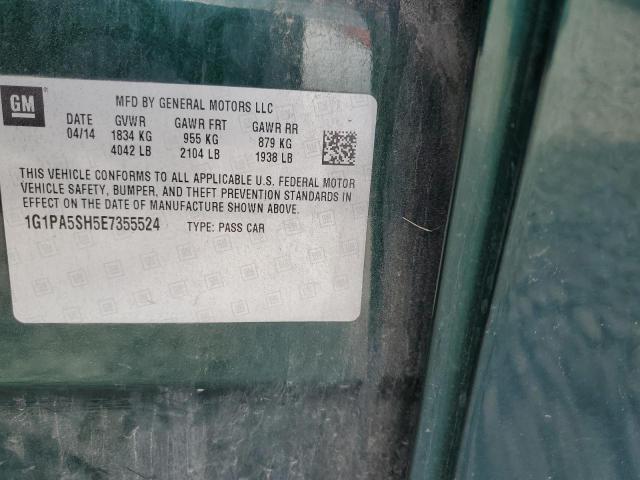 GM
MFD BY GENERAL MOTORS LLC
DATE GVWR GAWR FRT GAWR RR
04/14 1834 KG 955 KG 879 KG
4042 LB 2104 LB 1938 LB
THIS VEHICLE CONFORMS TO ALL APPLICABLE U.S. FEDERAL MOTOR
VEHICLE SAFETY, BUMPER, AND THEFT PREVENTION STANDARDS IN
EFFECT ON THE DATE OF MANUFACTURE SHOWN ABOVE.
1G1PA5SH5E7355524 TYPE: PASS CAR